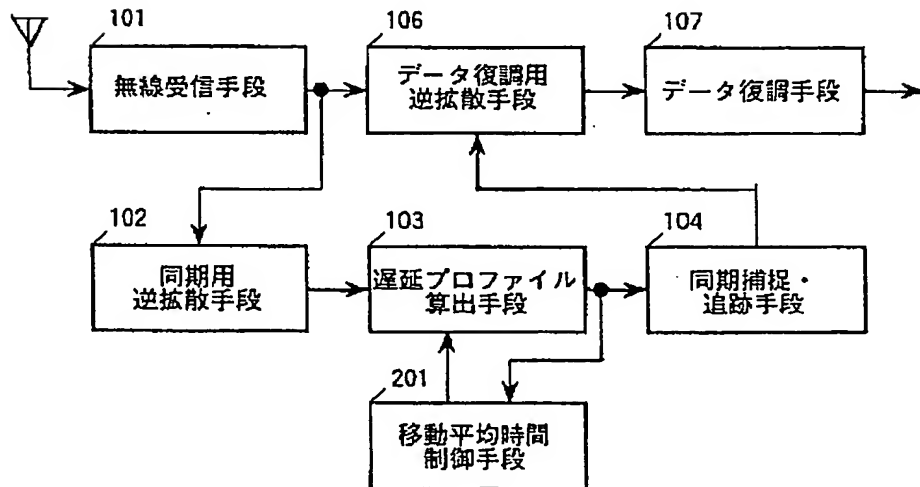 101
無線受信手段
106
データ復調用
逆拡散手段
107
データ復調手段
102
同期用
逆拡散手段
103
遅延プロファイル
算出手段
104
同期捕捉・
追跡手段
201
移動平均時間
制御手段